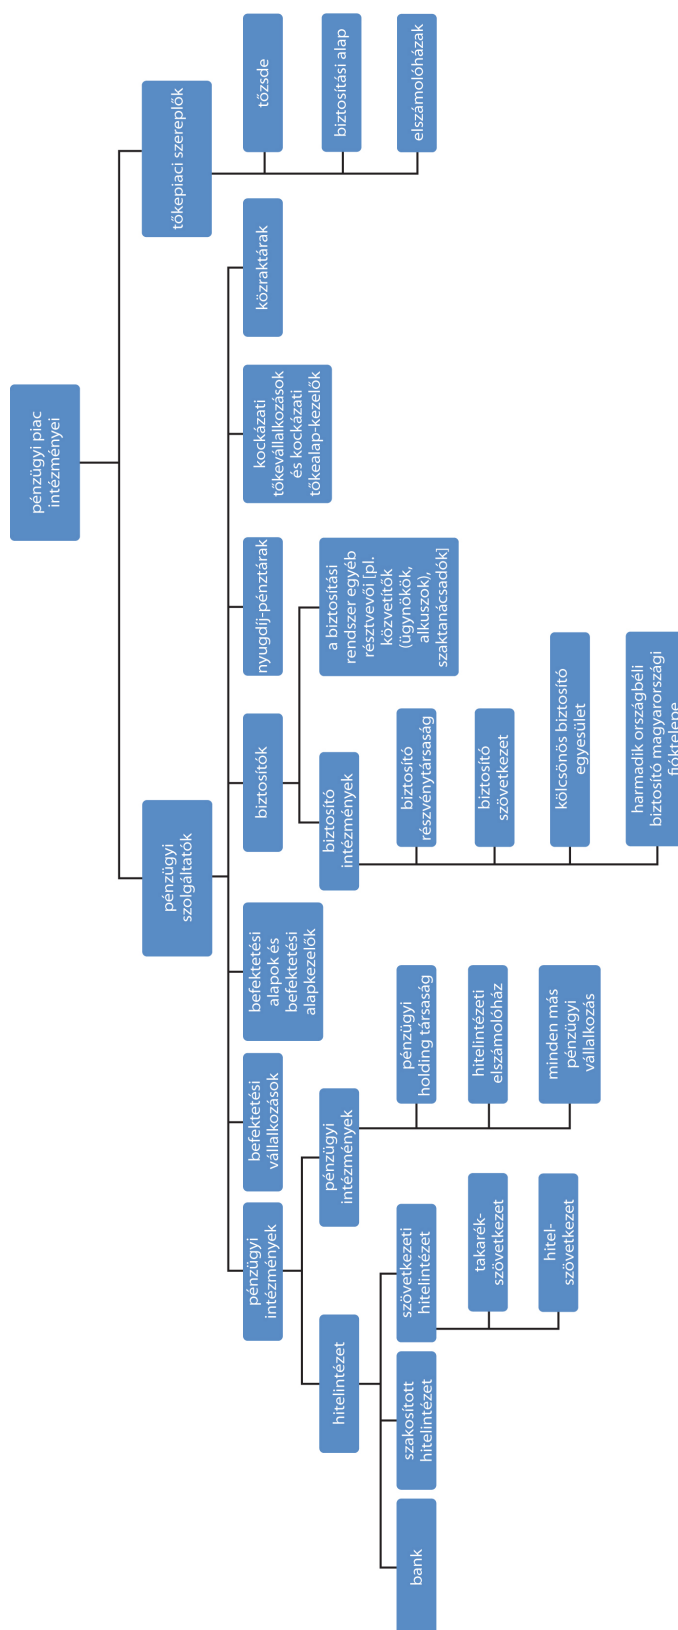 pénzügyi piac
intézményei
pénzügyi
szolgáltatók
tőkepiaci szereplők
pénzügyi
intézmények
befektetési
vállalkozások
befektetési
alapok és
befektetési
alapkezelők
biztosítók
nyugdíj-pénztárak
kockázati
tőkevállalkozások
és kockázati
tőkealap-kezelők
közraktárak
tőzsde
biztosítási alap
elszámolóházak
hitelintézet
pénzügyi
intézmények
biztosító
intézmények
a biztosítási
rendszer egyéb
résztvevői [pl.
közvetítők
(ügynökök,
alkuszok),
szaktanácsadók]
bank
szakosított
hitelintézet
szövetkezeti
hitelintézet
takarék-
szövetkezet
hitel-
szövetkezet
pénzügyi
holding társaság
hitelintézeti
elszámolóház
minden más
pénzügyi
vállalkozás
biztosító
részvénytársaság
biztosító
szövetkezet
kölcsönös biztosító
egyesület
harmadik országbéli
biztosító magyarországi
fióktelepe